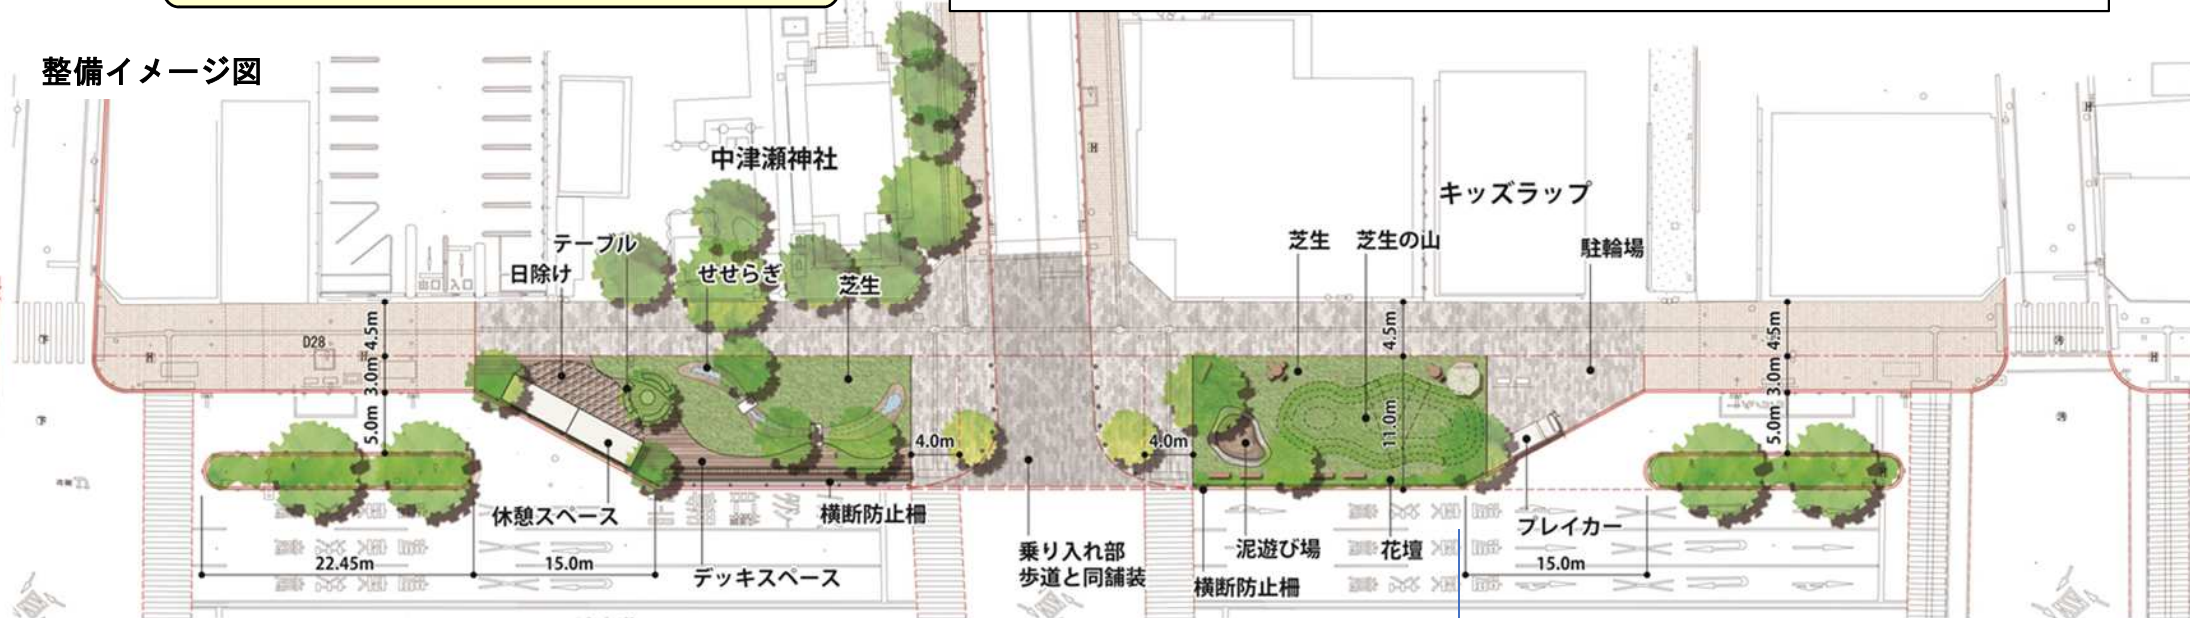 整備イメージ図
中津瀬神社
キッズラップ
テーブル
日除け
せせらぎ
芝生
芝生
芝生の山
駐輪場
出口
入口
D28
4.5m
3.0m
5.0m
4.5m
11.0m
4.5m
3.0m
5.0m
4.0m
4.0m
休憩スペース
横断防止柵
デッキスペース
乗り入れ部
歩道と同舗装
泥遊び場
花壇
プレイカー
横断防止柵
22.45m
15.0m
15.0m